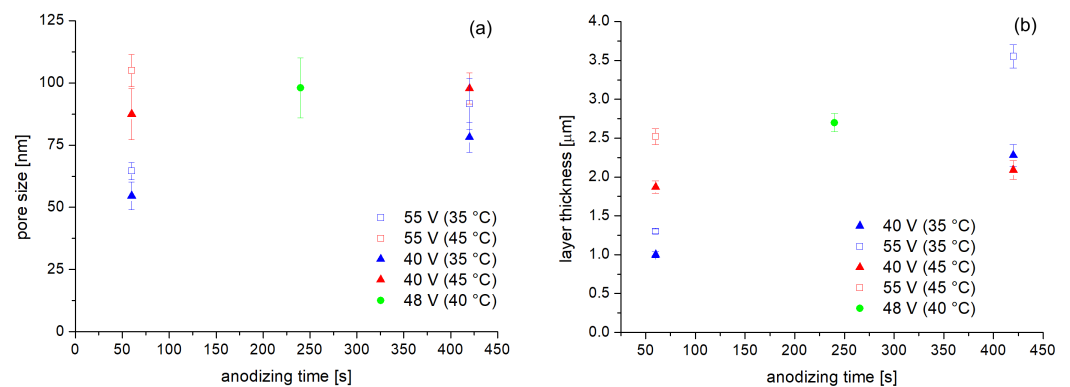 (a)
pore size [nm]
125
100
75
50
25
0
0 50 100 150 200 250 300 350 400 450
anodizing time [s]
55 V (35 °C)
55 V (45 °C)
40 V (35 °C)
40 V (45 °C)
48 V (40 °C)
(b)
layer thickness [µm]
4.0
3.5
3.0
2.5
2.0
1.5
1.0
0.5
0.0
50 100 150 200 250 300 350 400 450
anodizing time [s]
40 V (35 °C)
55 V (35 °C)
40 V (45 °C)
55 V (45 °C)
48 V (40 °C)